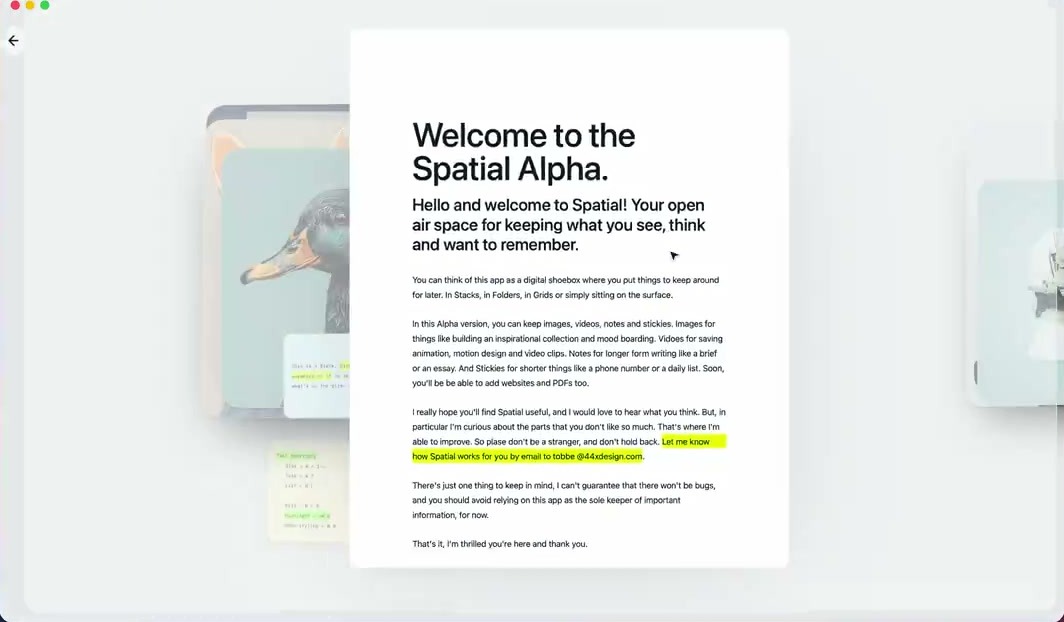 Welcome to the
Spatial Alpha.
Hello and welcome to Spatial! Your open
air space for keeping what you see, think
and want to remember.
You can think of this app as a digital shoebox where you put things to keep around
for later. In Stacks, in Folders, in Grids or simply sitting on the surface.
In this Alpha version, you can keep images, videos, notes and stickies. Images for
things like building an inspirational collection and mood boarding. Vidoes for saving
animation, motion design and video clips. Notes for longer form writing like a brief
or an essay. And Stickies for shorter things like a phone number or a daily list. Soon,
you'll be be able to add websites and PDFs too.
I really hope you'll find Spatial useful, and I would love to hear what you think. But, in
particular I'm curious about the parts that you don't like so much. That's where I'm
able to improve. So plase don't be a stranger, and don't hold back. Let me know
how Spatial works for you by email to tobbe @44xdesign.com.
There's just one thing to keep in mind, I can't guarantee that there won't be bugs,
and you should avoid relying on this app as the sole keeper of important
information, for now.
That's it, I'm thrilled you're here and thank you.